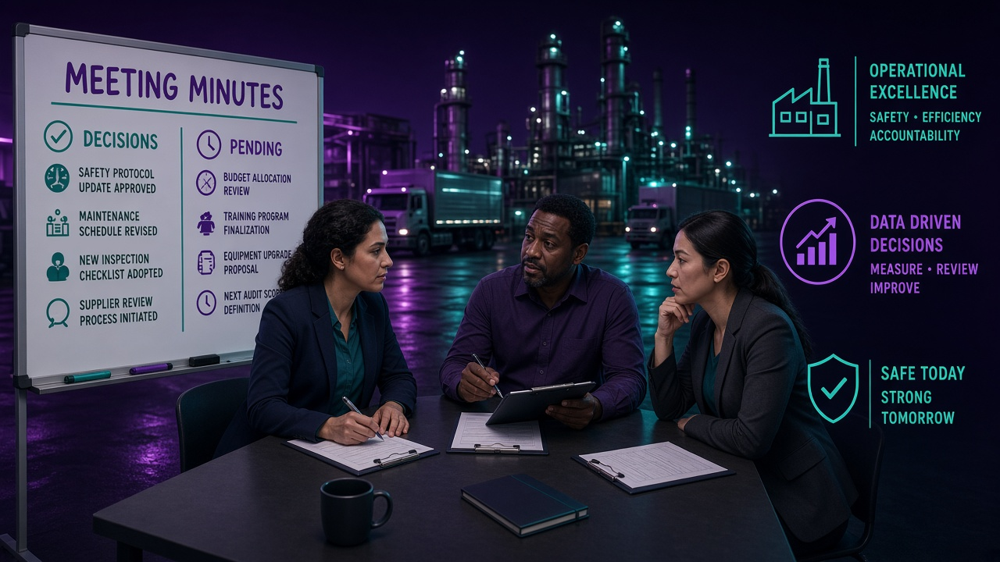 MEETING MINUTES
DECISIONS
SAFETY PROTOCOL
UPDATE APPROVED
MAINTENANCE
SCHEDULE REVISED
NEW INSPECTION
CHECKLIST ADOPTED
SUPPLIER REVIEW
PROCESS INITIATED
PENDING
BUDGET ALLOCATION
REVIEW
TRAINING PROGRAM
FINALIZATION
EQUIPMENT UPGRADE
PROPOSAL
NEXT AUDIT SCOPE
DEFINITION
OPERATIONAL
EXCELLENCE
SAFETY • EFFICIENCY
ACCOUNTABILITY
DATA DRIVEN
DECISIONS
MEASURE • REVIEW
IMPROVE
SAFE TODAY
STRONG
TOMORROW